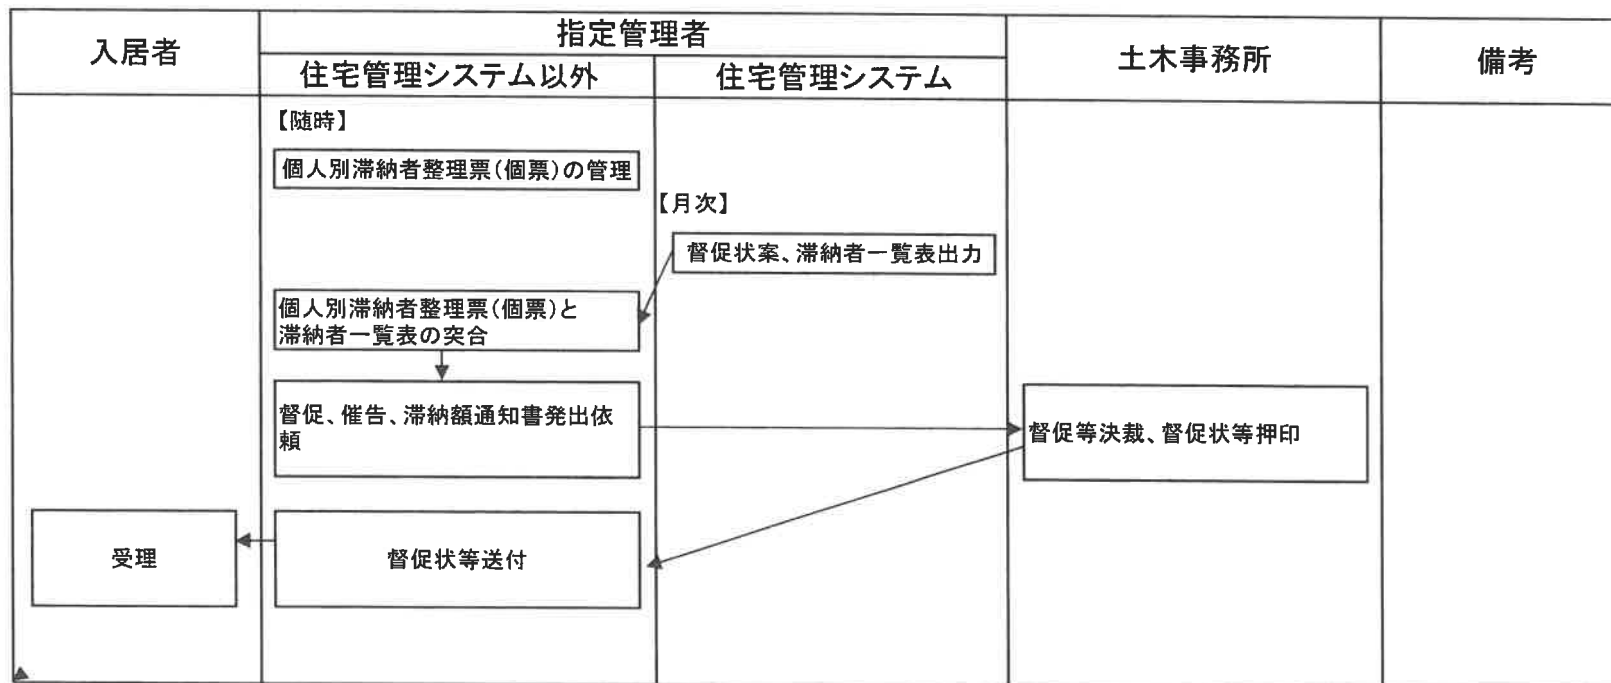 入居者
指定管理者
住宅管理システム以外
住宅管理システム
土木事務所
備考
【随時】
個人別滞納者整理票(個票)の管理
【月次】
督促状案、滞納者一覧表出力
個人別滞納者整理票(個票)と
滞納者一覧表の突合
督促、催告、滞納額通知書発出依
頼
督促等決裁、督促状等押印
受理
督促状等送付